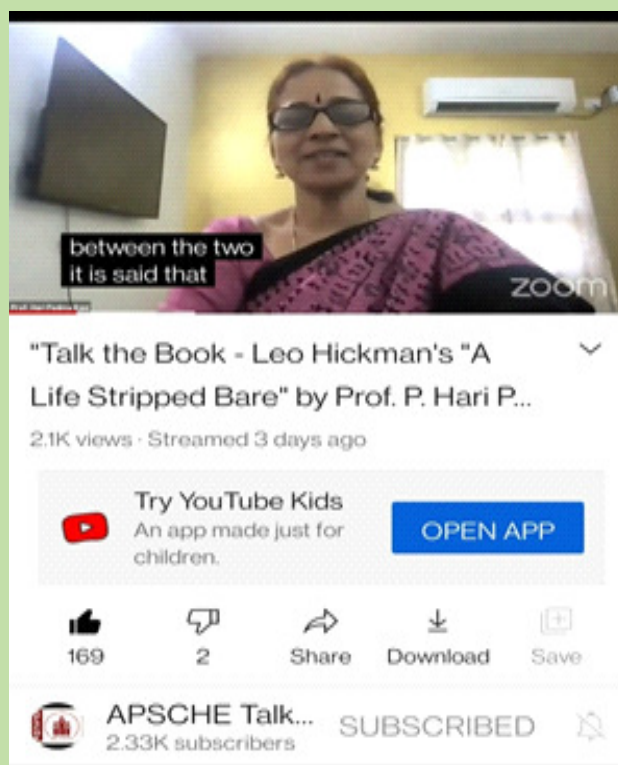 between the two
it is said that
zoom
"Talk the Book - Leo Hickman's "A
Life Stripped Bare" by Prof. P. Hari P...
2.1K views · Streamed 3 days ago
Try YouTube Kids
An app made just for
children.
OPEN APP
169
2
Share
Download
Save
APSCHE Talk...
2.33K subscribers
SUBSCRIBED